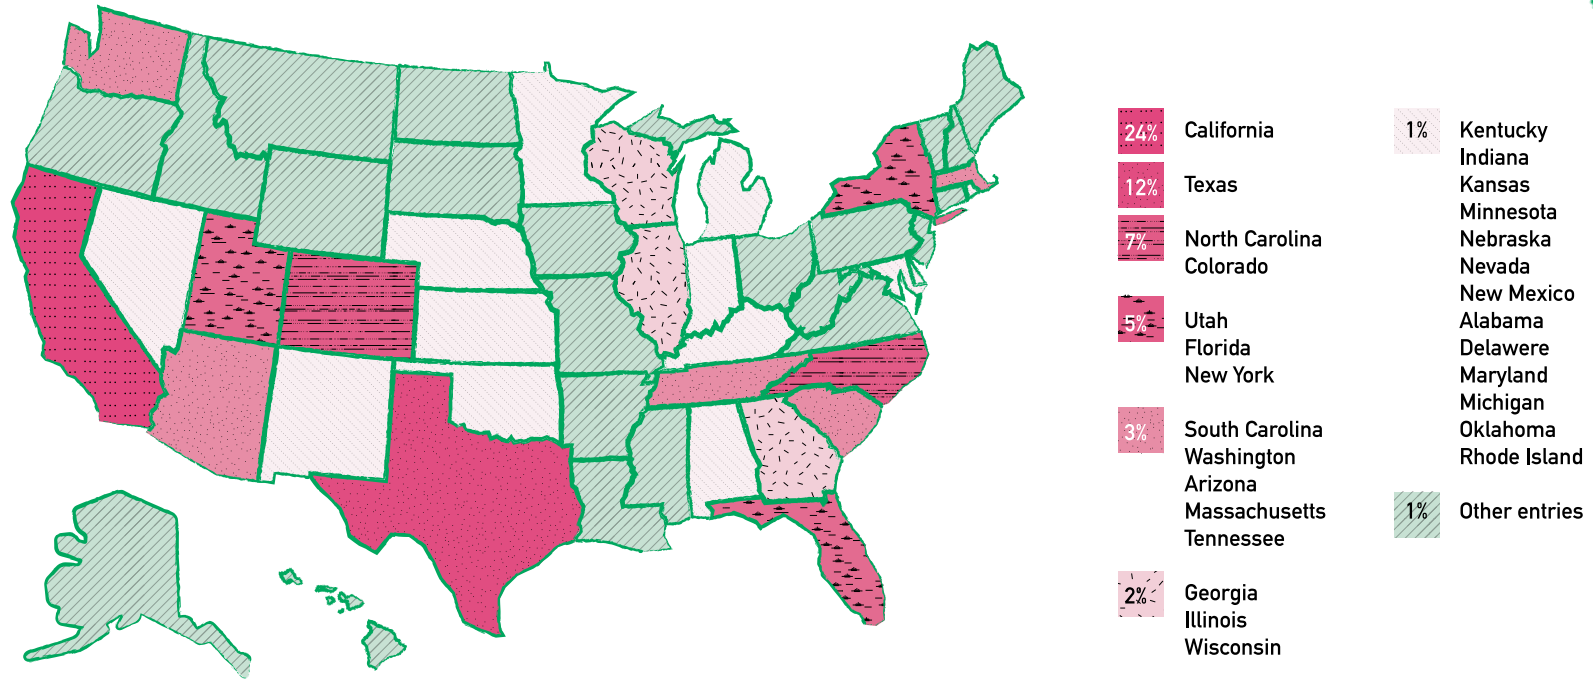 24% California
12% Texas
7% North Carolina
Colorado
5% Utah
Florida
New York
3% South Carolina
Washington
Arizona
Massachusetts
Tennessee
2% Georgia
Illinois
Wisconsin
1% Kentucky
Indiana
Kansas
Minnesota
Nebraska
Nevada
New Mexico
Alabama
Delawere
Maryland
Michigan
Oklahoma
Rhode Island
1% Other entries